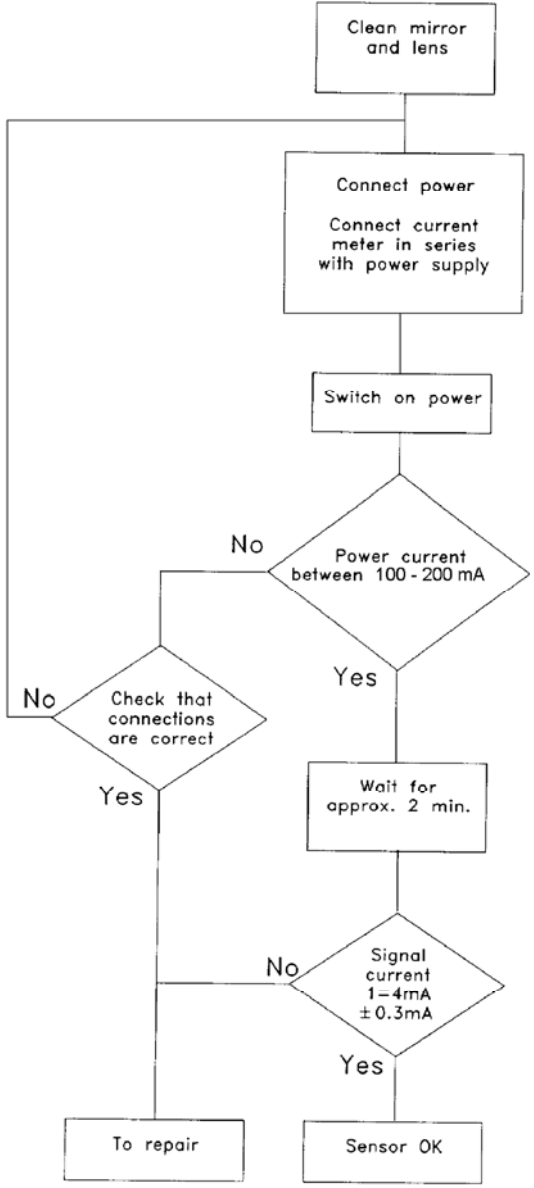 Clean mirror
and lens
Connect power
Connect current
meter in series
with power supply
Switch on power
No
Power current
between 100 - 200 mA
Yes
No
Check that
connections
are correct
Yes
Wait for
approx. 2 min.
No
Signal
current
1=4mA
±0.3mA
Yes
To repair
Sensor OK